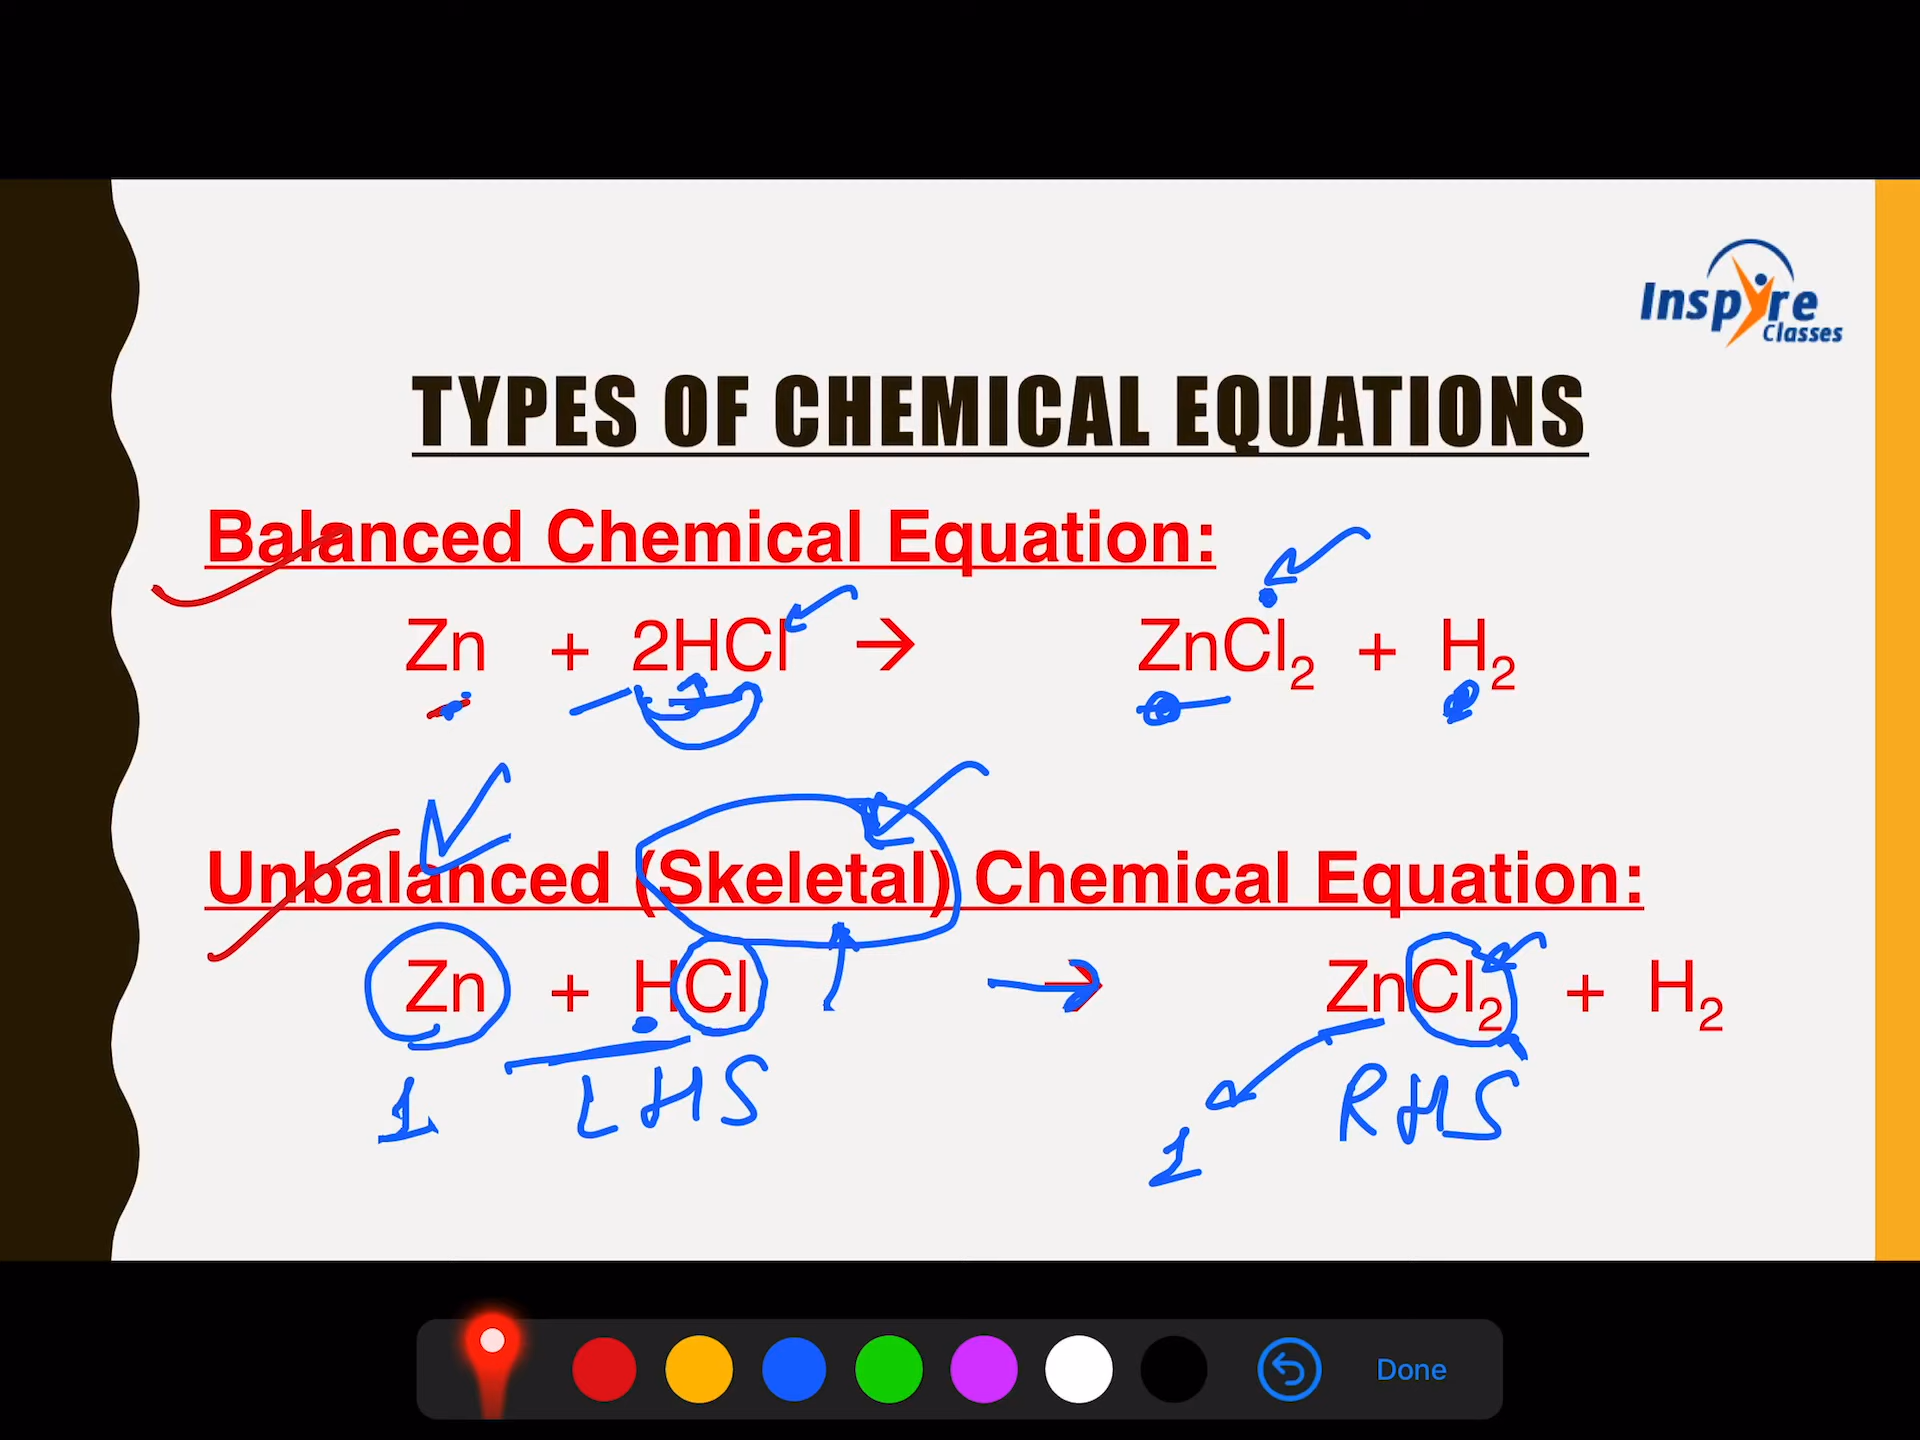 Inspyre
Classes
TYPES OF CHEMICAL EQUATIONS
Balanced Chemical Equation:
Zn + 2HCl → ZnCl₂ + H₂
Unbalanced (Skeletal) Chemical Equation:
Zn + HCl → ZnCl₂ + H₂
1 LHS RHS
1
Done